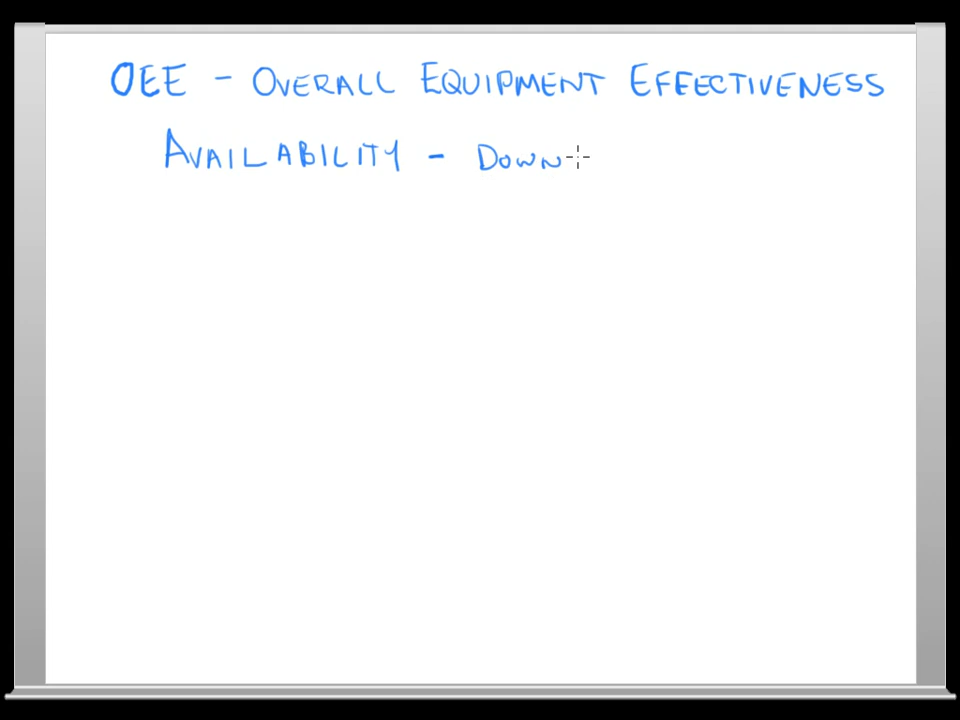 OEE - OVERALL EQUIPMENT EFFECTIVENESS
AVAILABILITY - DOWN